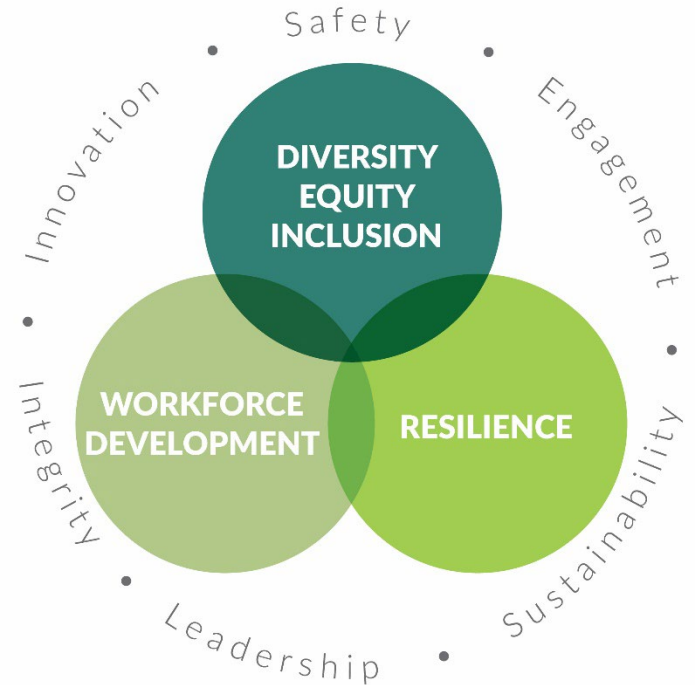 Safety
Engagement
Sustainability
Leadership
Integrity
Innovation
DIVERSITY
EQUITY
INCLUSION
WORKFORCE
DEVELOPMENT
RESILIENCE